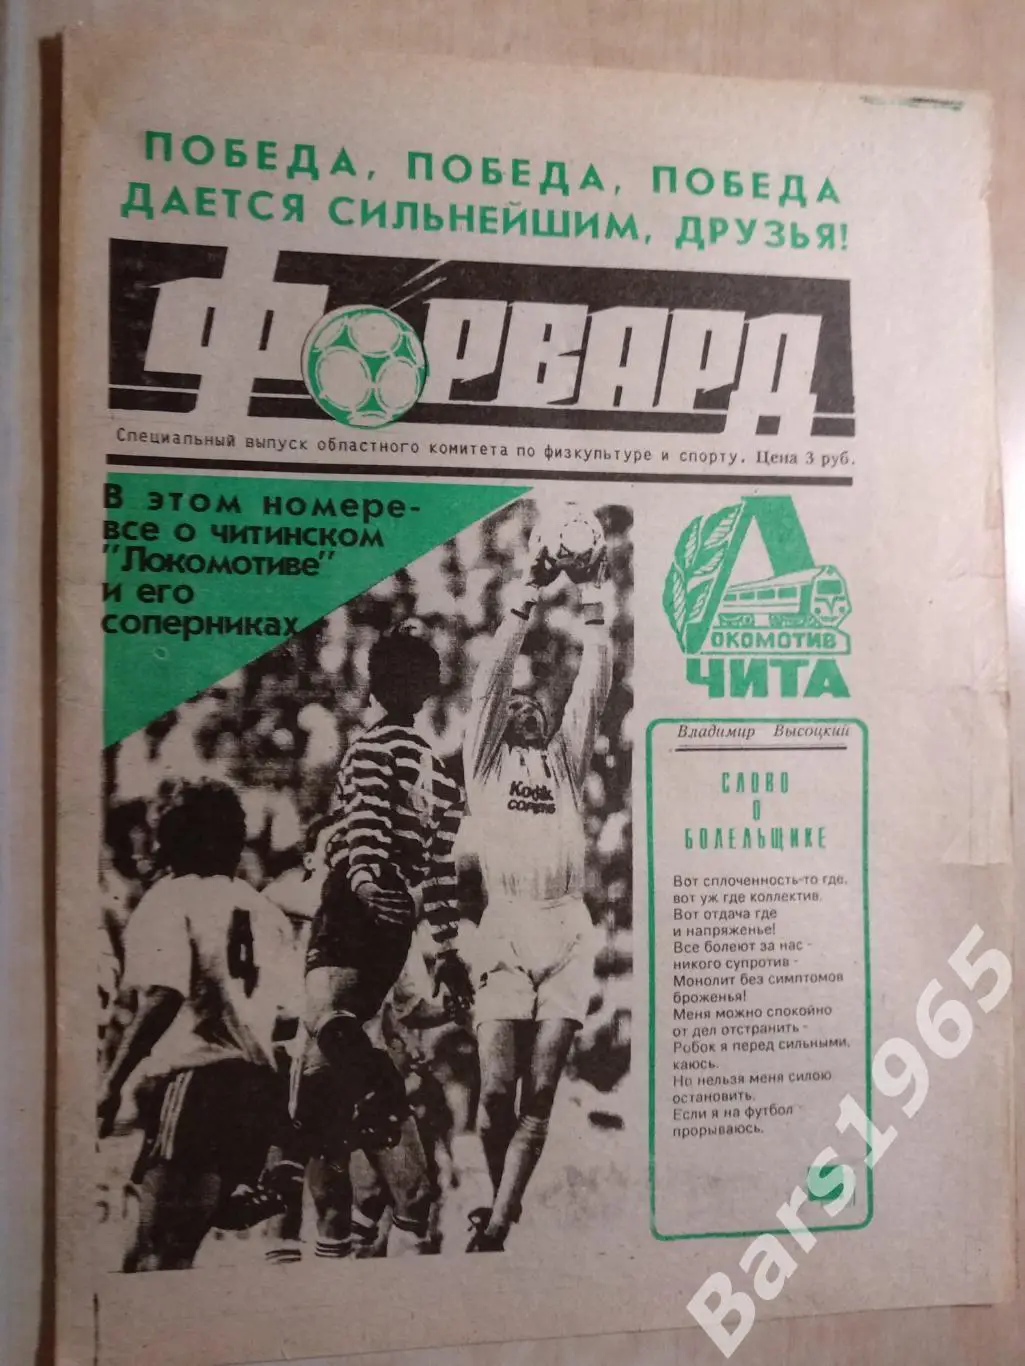 ПОБЕДА, ПОБЕДА, ПОБЕДА
ДАЕТСЯ СИЛЬНЕЙШИМ, ДРУЗЬЯ!
ФОРВАРД
Специальный выпуск областного комитета по физкультуре и спорту. Цена 3 руб.
В этом номере-
все о читинском
"Локомотиве"
и его
соперниках
Kodak
COPIERS
4
ЛОКОМОТИВ
ЧИТА
Владимир Высоцкий
СЛОВО
О
БОЛЕЛЬЩИКЕ
Вот сплоченность-то где,
вот уж где коллектив.
Вот отдача где
и напряженье!
Все болеют за нас -
никого супротив -
Монолит без симптомов
броженья!
Меня можно спокойно
от дел отстранить -
Робок я перед сильными,
каюсь.
Но нельзя меня силою
остановить.
Если я на футбол
прорываюсь.
Bars1965